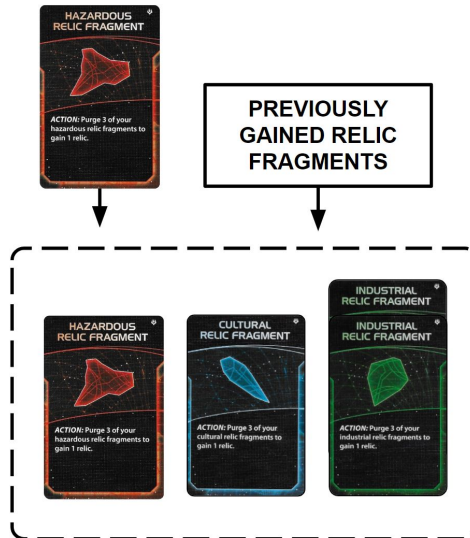 HAZARDOUS
RELIC FRAGMENT
ACTION: Purge 3 of your
hazardous relic fragments to
gain 1 relic.
PREVIOUSLY
GAINED RELIC
FRAGMENTS
HAZARDOUS
RELIC FRAGMENT
ACTION: Purge 3 of your
hazardous relic fragments to
gain 1 relic.
CULTURAL
RELIC FRAGMENT
ACTION: Purge 3 of your
cultural relic fragments to
gain 1 relic.
INDUSTRIAL
RELIC FRAGMENT
INDUSTRIAL
RELIC FRAGMENT
ACTION: Purge 3 of your
industrial relic fragments to
gain 1 relic.